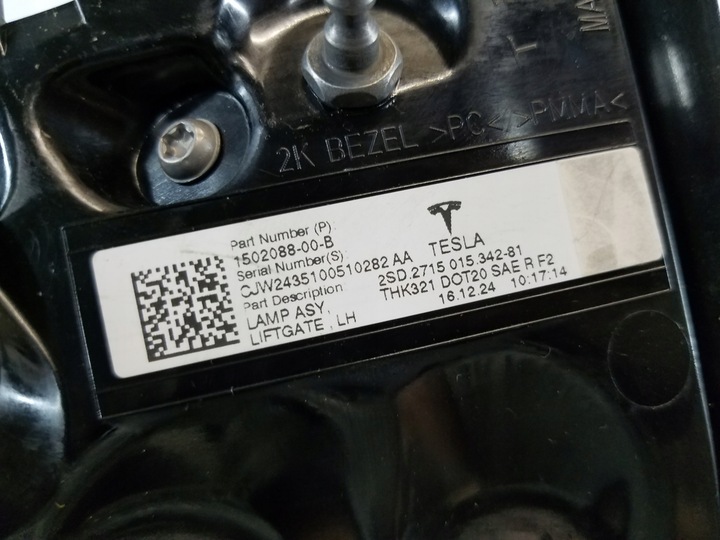 T
MA
2K BEZEL >PC<>PMMA<
Part Number (P):
1502088-00-B
Serial Number(S):
CJW2435100510282 AA
Part Description:
LAMP ASY,
LIFTGATE , LH
TESLA
2SD.2715 015.342-81
THK321 DOT20 SAE R F2
16.12.24 10:17:14